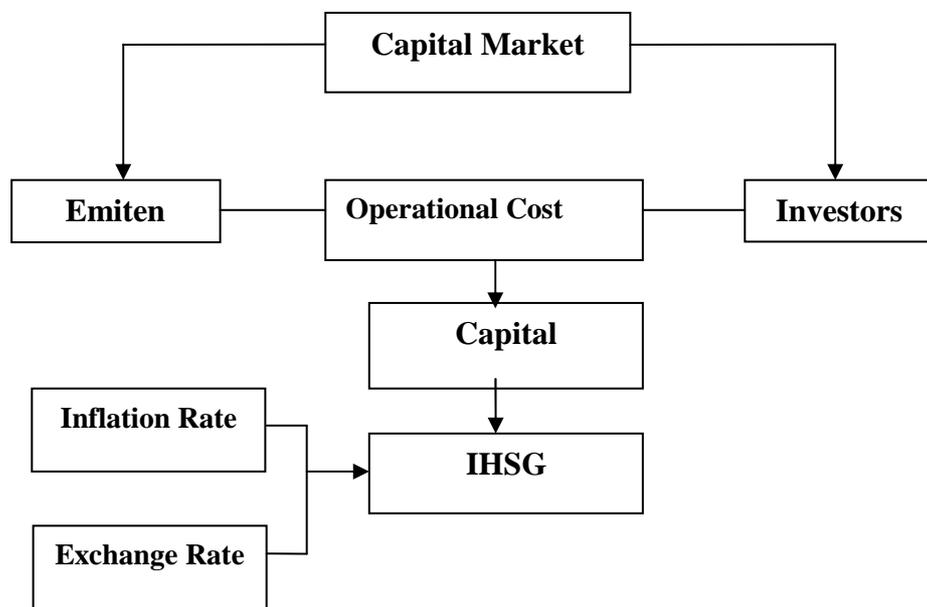 Capital Market
Emiten
Operational Cost
Investors
Capital
Inflation Rate
IHSG
Exchange Rate